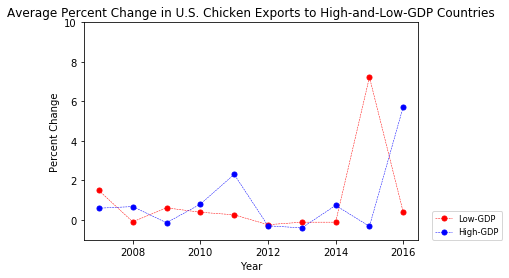 Average Percent Change in U.S. Chicken Exports to High-and-Low-GDP Countries
10
8
6
4
2
0
Percent Change
2008 2010 2012 2014 2016
Year
Low-GDP
High-GDP